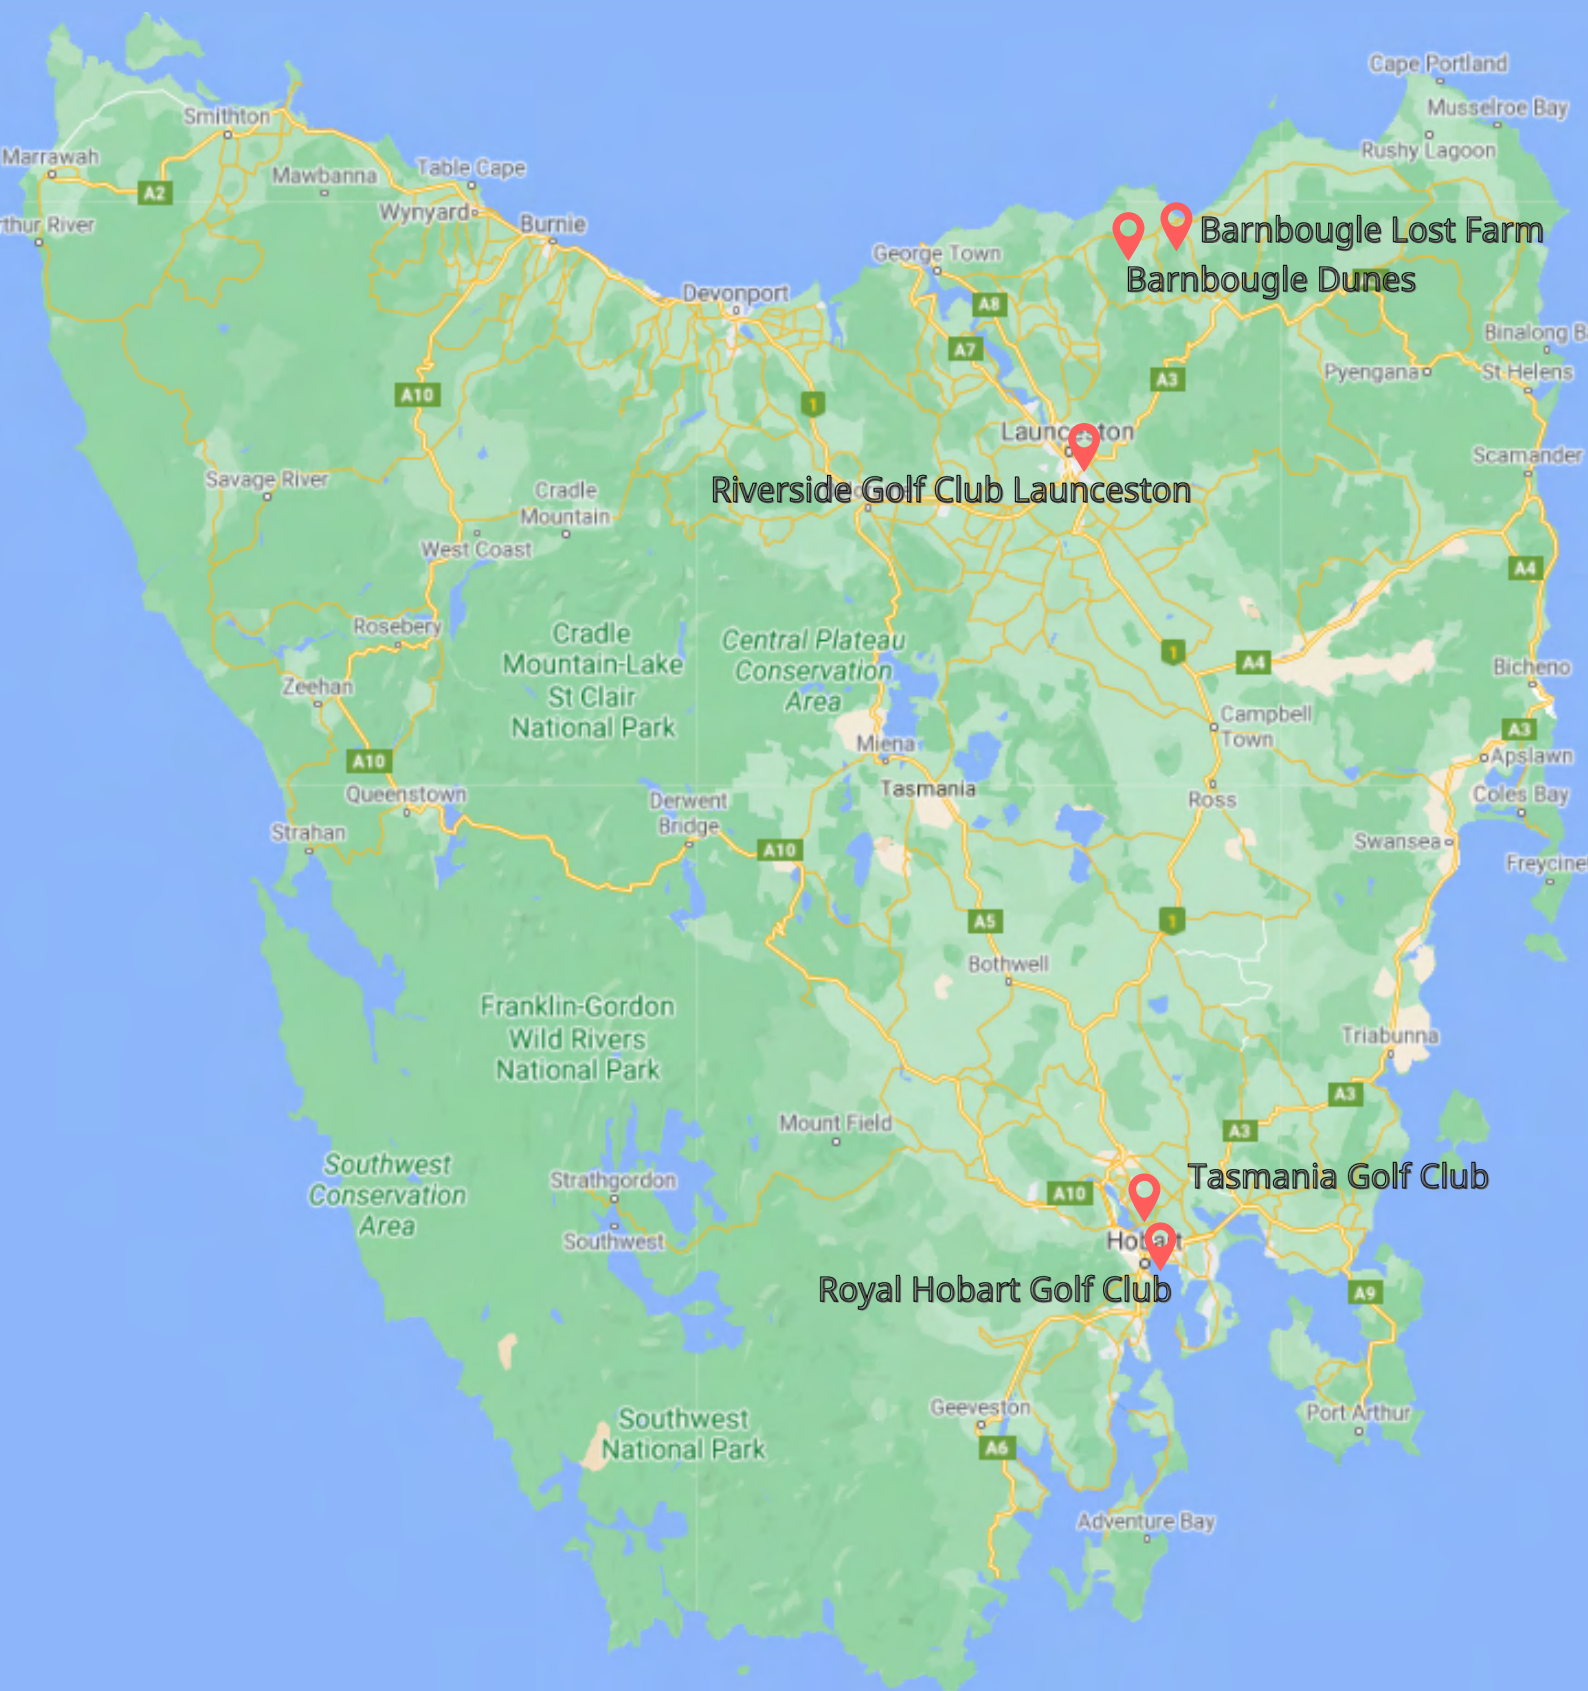 Cape Portland
Musselroe Bay
Smithton
Rushy Lagoon
Marrawah
Table Cape
Mawbanna
A2
Wynyard
rthur River
Burnie
Barnbougle Lost Farm
George Town
Barnbougle Dunes
Devonport
A8
Binalong B
A7
Pyengana
St Helens
A3
A10
1
Launceston
Scamander
Savage River
Cradle
Mountain
Riverside Golf Club Launceston
West Coast
A4
Rosebery
Cradle
Mountain-Lake
St Clair
National Park
Central Plateau
Conservation
Area
1
A4
Bicheno
Zeehan
Campbell
Town
A3
Miena
Apslawn
A10
Tasmania
Queenstown
Derwent
Bridge
Ross
Coles Bay
Strahan
A10
Swansea
Freycine
A5
1
Bothwell
Franklin-Gordon
Wild Rivers
National Park
Triabunna
A3
Mount Field
A3
Southwest
Conservation
Area
Strathgordon
Tasmania Golf Club
A10
Southwest
Hobart
Royal Hobart Golf Club
A9
Geeveston
Port Arthur
Southwest
National Park
A6
Adventure Bay